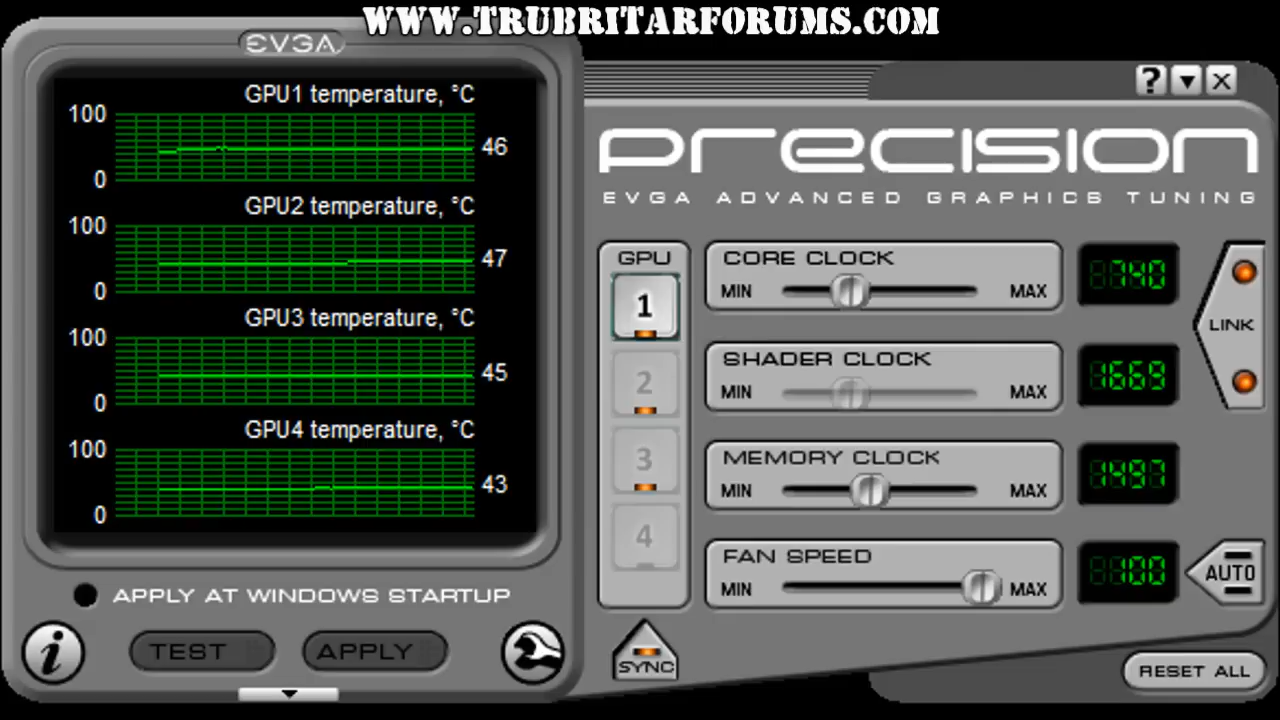 WWW.TRUBRITARFORUMS.COM
EVGA
GPU1 temperature, °C
100
46
0
GPU2 temperature, °C
100
47
0
GPU3 temperature, °C
100
45
0
GPU4 temperature, °C
100
43
0
APPLY AT WINDOWS STARTUP
i
TEST
APPLY
? 
precision
EVGA ADVANCED GRAPHICS TUNING
GPU
1
2
3
4
SYNC
CORE CLOCK
MIN MAX
740
SHADER CLOCK
MIN MAX
1669
MEMORY CLOCK
MIN MAX
1497
FAN SPEED
MIN MAX
100
LINK
AUTO
RESET ALL